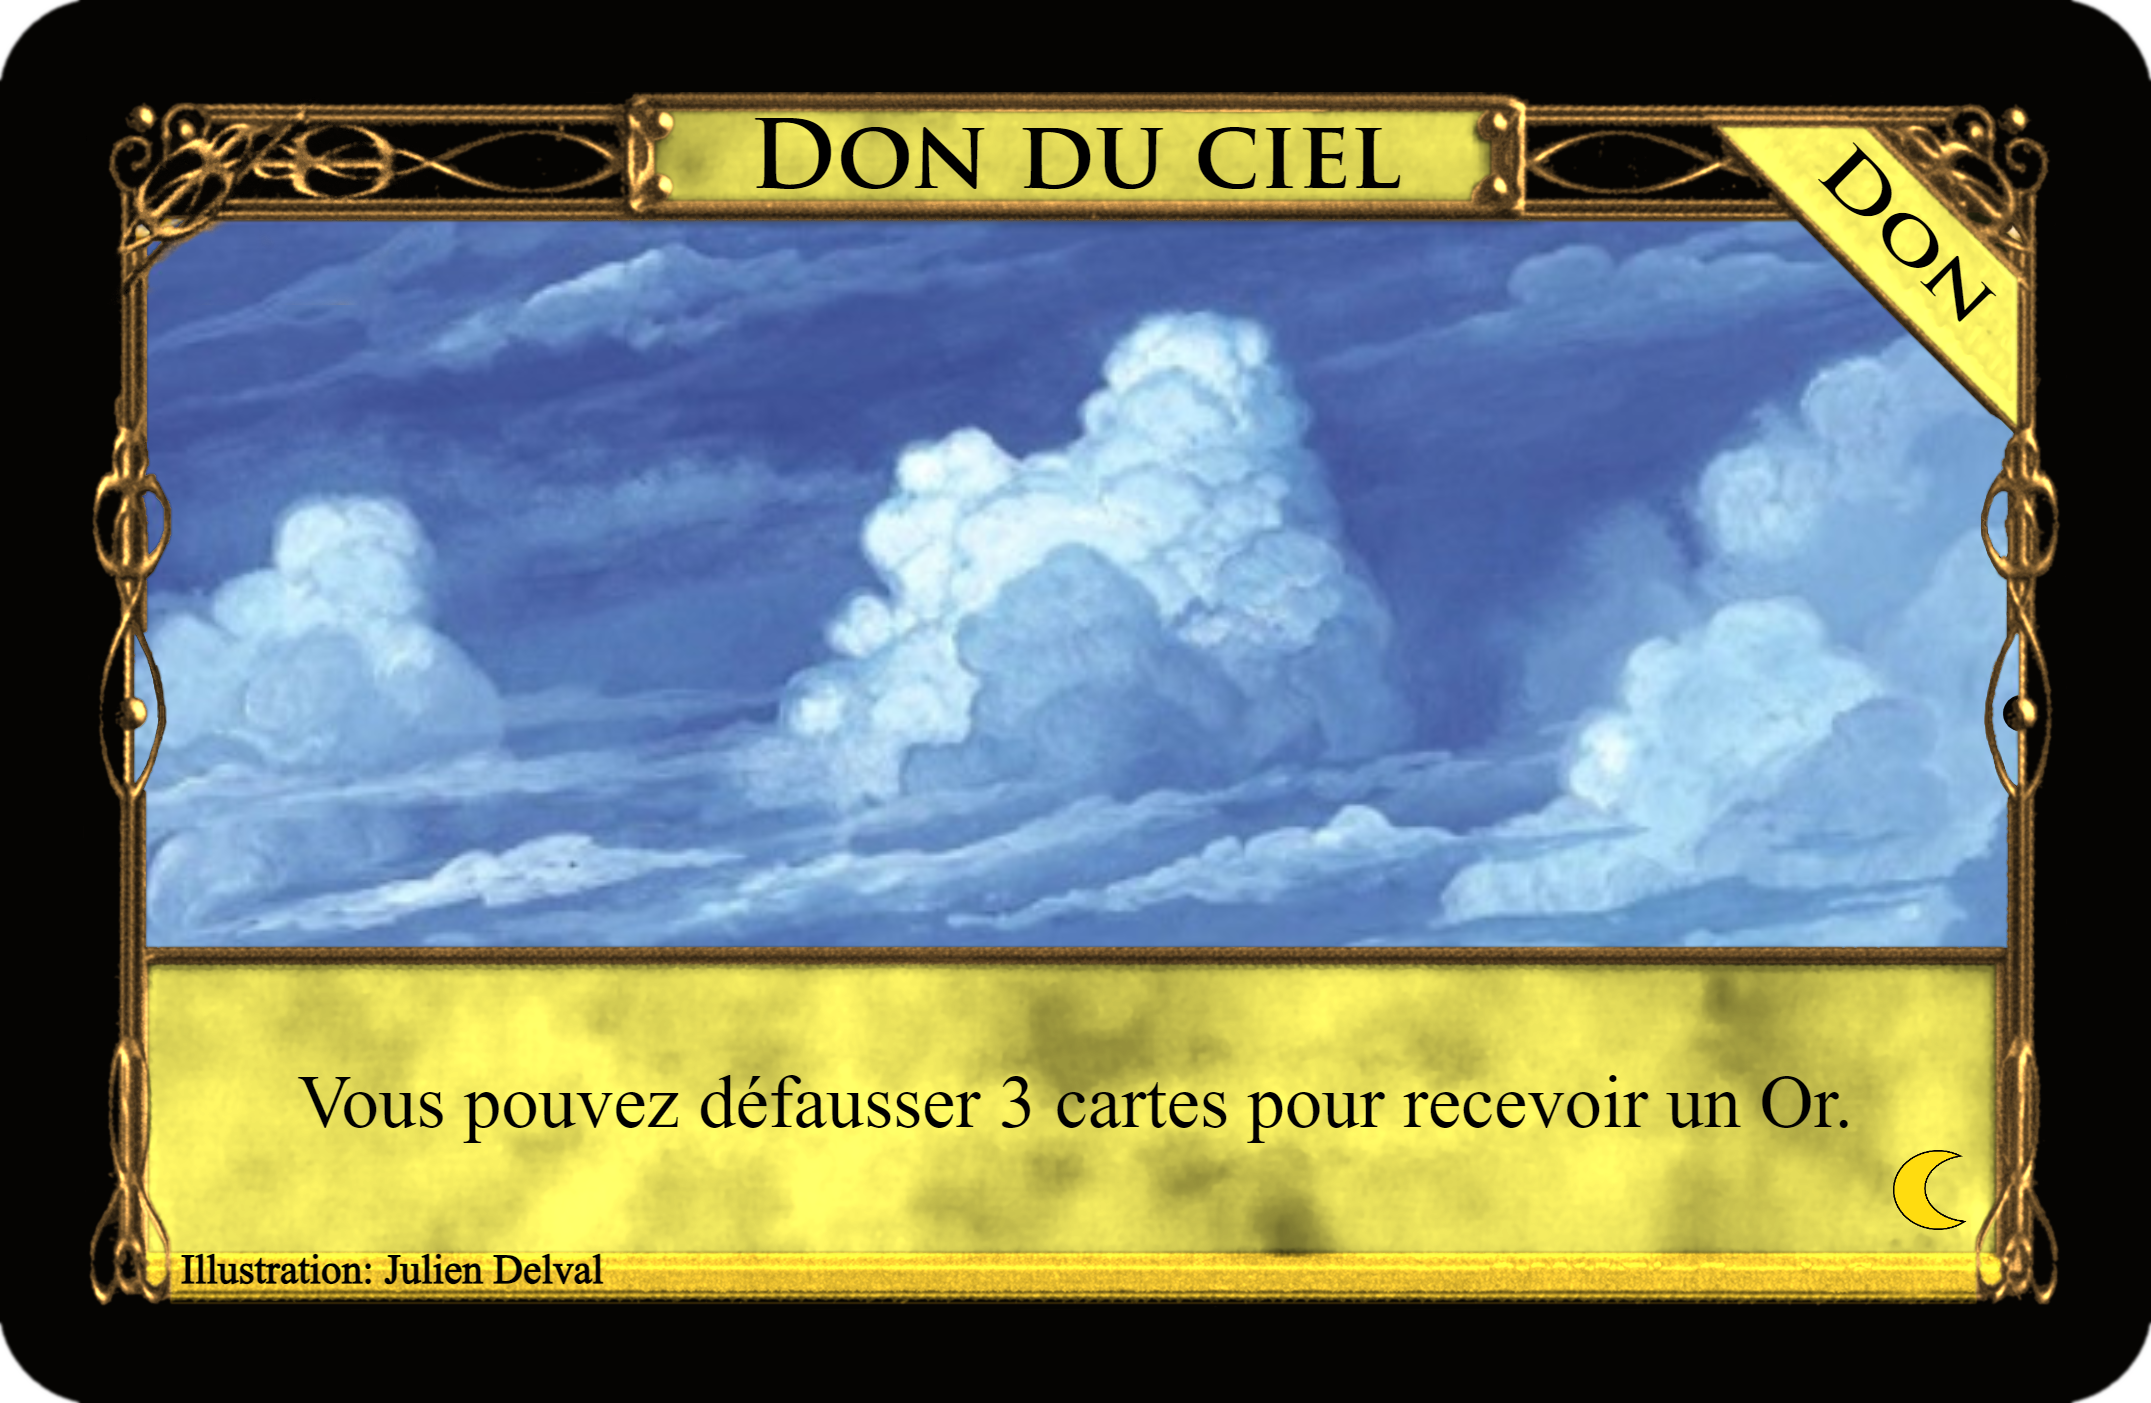 Don du ciel
Don
Vous pouvez défausser 3 cartes pour recevoir un Or.
Illustration: Julien Delval